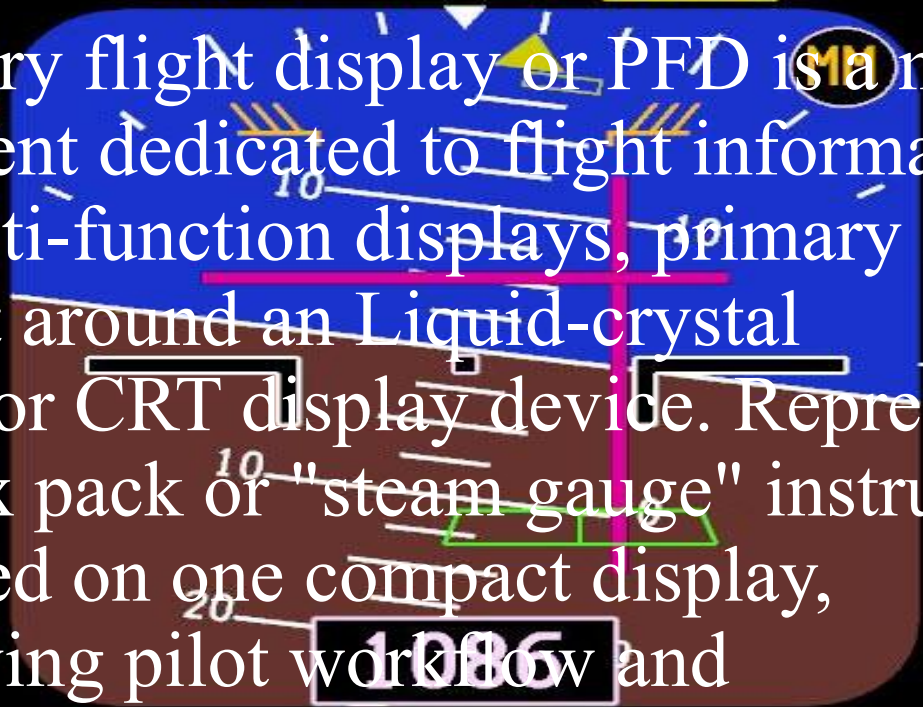 MM
ry flight display or PFD is a
ent dedicated to flight informa
10
ti-function displays, primary
10
around an Liquid-crystal
or CRT display device. Repre
10
k pack or "steam gauge" instru
ed on one compact display,
20
ing pilot workflow and
1086